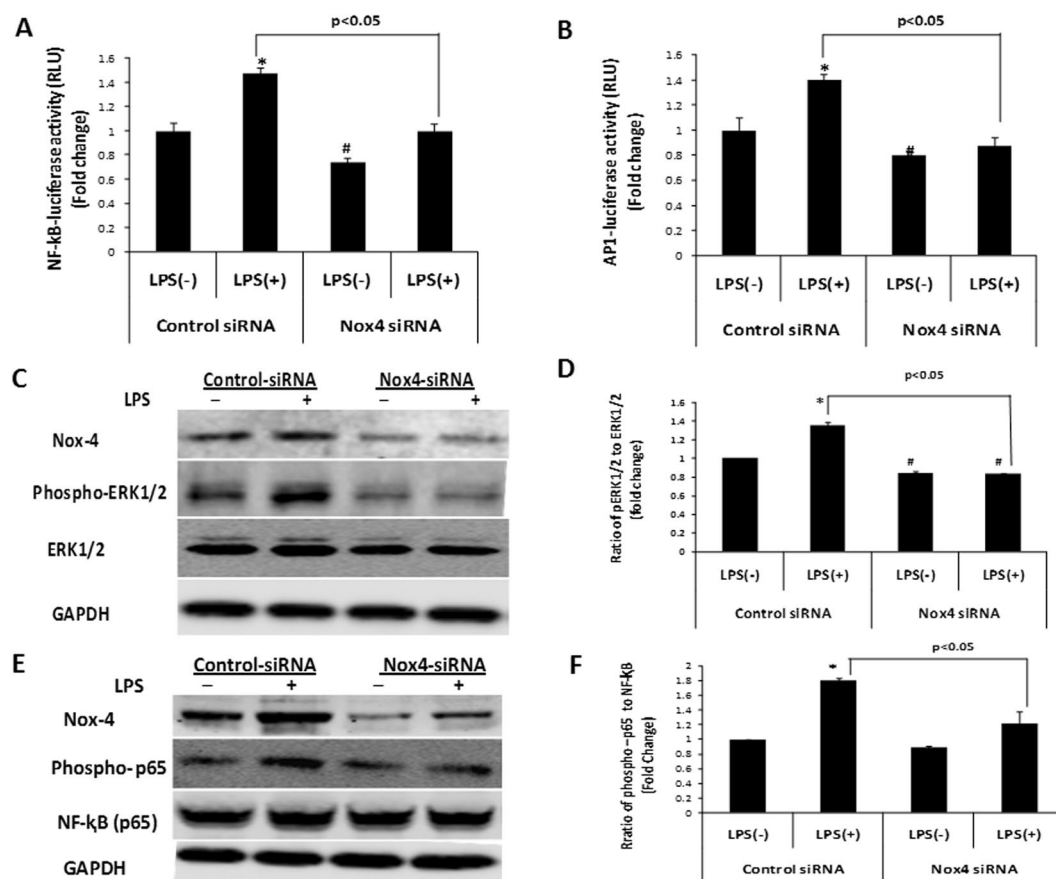 A
p<0.05
NF-kB-luciferase activity (RLU)
(Fold change)
1.6
1.4
1.2
1
0.8
0.6
0.4
0.2
0
*
#
LPS(-)
LPS(+)
LPS(-)
LPS(+)
Control siRNA
Nox4 siRNA
B
p<0.05
AP1-luciferase activity (RLU)
(Fold change)
1.6
1.4
1.2
1
0.8
0.6
0.4
0.2
0
*
#
LPS(-)
LPS(+)
LPS(-)
LPS(+)
Control siRNA
Nox4 siRNA
C
Control-siRNA
Nox4-siRNA
LPS
–
+
–
+
Nox-4
Phospho-ERK1/2
ERK1/2
GAPDH
D
p<0.05
Ratio of pERK1/2 to ERK1/2
(fold change)
1.6
1.4
1.2
1
0.8
0.6
0.4
0.2
0
*
#
#
LPS(-)
LPS(+)
LPS(-)
LPS(+)
Control siRNA
Nox4 siRNA
E
Control-siRNA
Nox4-siRNA
LPS
–
+
–
+
Nox-4
Phospho-p65
NF-ķB (p65)
GAPDH
F
p<0.05
Rratio of phospho–p65 to NF-ķB
(Fold Change)
2
1.8
1.6
1.4
1.2
1
0.8
0.6
0.4
0.2
0
*
LPS(-)
LPS(+)
LPS(-)
LPS(+)
Control siRNA
Nox4 siRNA